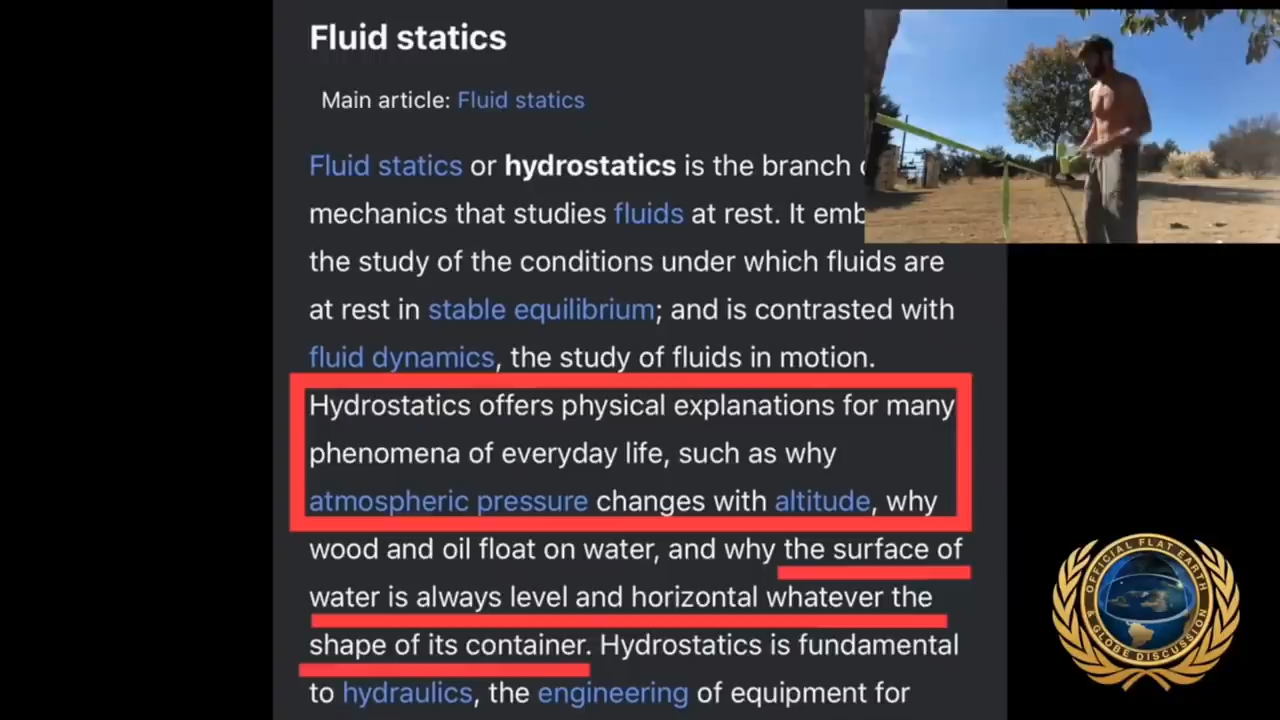 Fluid statics
Main article: Fluid statics
Fluid statics or hydrostatics is the branch
mechanics that studies fluids at rest. It emb
the study of the conditions under which fluids are
at rest in stable equilibrium; and is contrasted with
fluid dynamics, the study of fluids in motion.
Hydrostatics offers physical explanations for many
phenomena of everyday life, such as why
atmospheric pressure changes with altitude, why
wood and oil float on water, and why the surface of
water is always level and horizontal whatever the
shape of its container. Hydrostatics is fundamental
to hydraulics, the engineering of equipment for
OFFICIAL FLAT EARTH
& GLOBE DISCUSSION